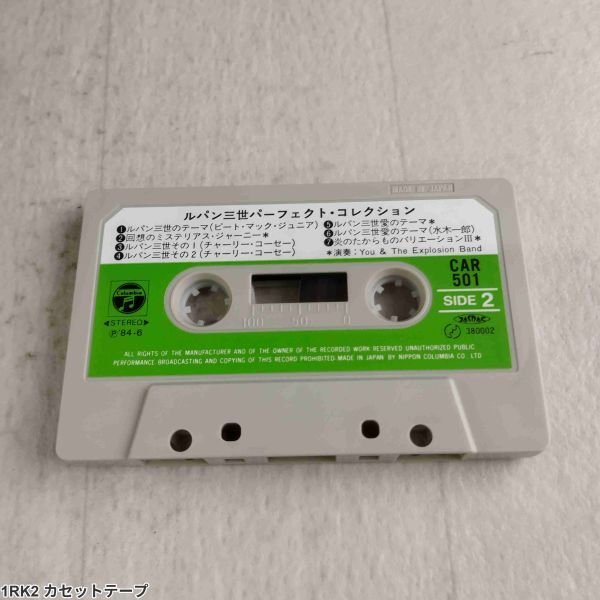 MADE IN JAPAN
ルパン三世パーフェクト・コレクション
❶ルパン三世のテーマ(ピート・マック・ジュニア)
❷回想のミステリアス・ジャーニー*
❸ルパン三世その1(チャーリー・コーセー)
❹ルパン三世その2(チャーリー・コーセー)
❺ルパン三世愛のテーマ*
❻ルパン三世愛のテーマ(水木一郎)
❼炎のたからものバリエーションIII*
*演奏:You & The Explosion Band
Columbia
◀STEREO▶
Ⓟ'84・6
100 50 0
CAR
501
SIDE 2
380002
ALL RIGHTS OF THE MANUFACTURER AND OF THE OWNER OF THE RECORDED WORK RESERVED UNAUTHORIZED PUBLIC
PERFORMANCE BROADCASTING AND COPYING OF THIS RECORD PROHIBITED・MADE IN JAPAN BY NIPPON COLUMBIA CO. LTD
1RK2 カセットテープ